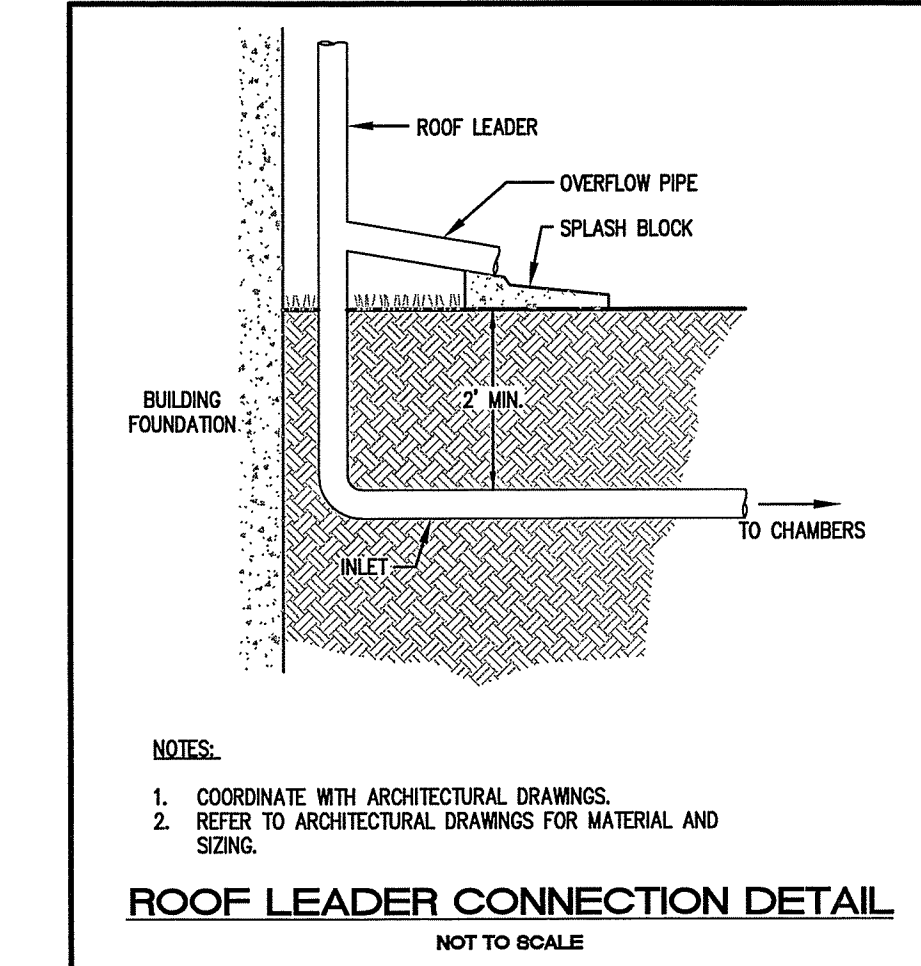 ROOF LEADER
OVERFLOW PIPE
SPLASH BLOCK
BUILDING
FOUNDATION
2' MIN.
TO CHAMBERS
INLET
NOTES:
1. COORDINATE WITH ARCHITECTURAL DRAWINGS.
2. REFER TO ARCHITECTURAL DRAWINGS FOR MATERIAL AND
SIZING.
ROOF LEADER CONNECTION DETAIL
NOT TO SCALE